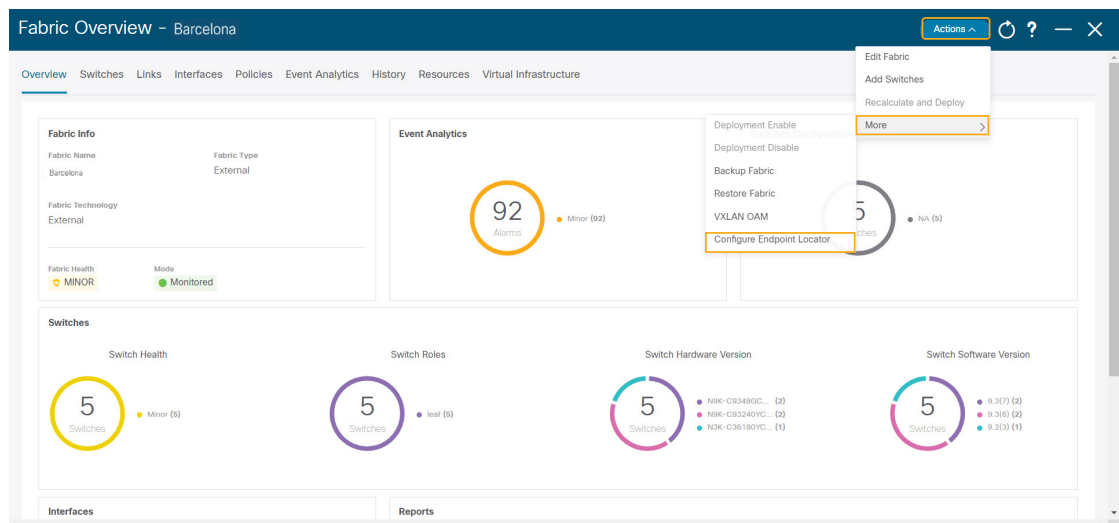 Fabric Overview - Barcelona
Actions
?
Edit Fabric
Add Switches
Recalculate and Deploy
More
Deployment Enable
Deployment Disable
Backup Fabric
Restore Fabric
VXLAN OAM
Configure Endpoint Locator
Overview Switches Links Interfaces Policies Event Analytics History Resources Virtual Infrastructure
Fabric Info
Fabric Name Fabric Type
Barcelona External
Fabric Technology
External
Fabric Health Mode
MINOR Monitored
Event Analytics
92
Alarms
Minor (92)
5
NA (5)
Switches
Switch Health
5
Switches
Minor (5)
Switch Roles
5
Switches
leaf (5)
Switch Hardware Version
5
Switches
N9K-C9348GC... (2)
N9K-C93240YC... (2)
N3K-C36180YC... (1)
Switch Software Version
5
Switches
9.3(7) (2)
9.3(6) (2)
9.2(3) (1)
Interfaces
Reports